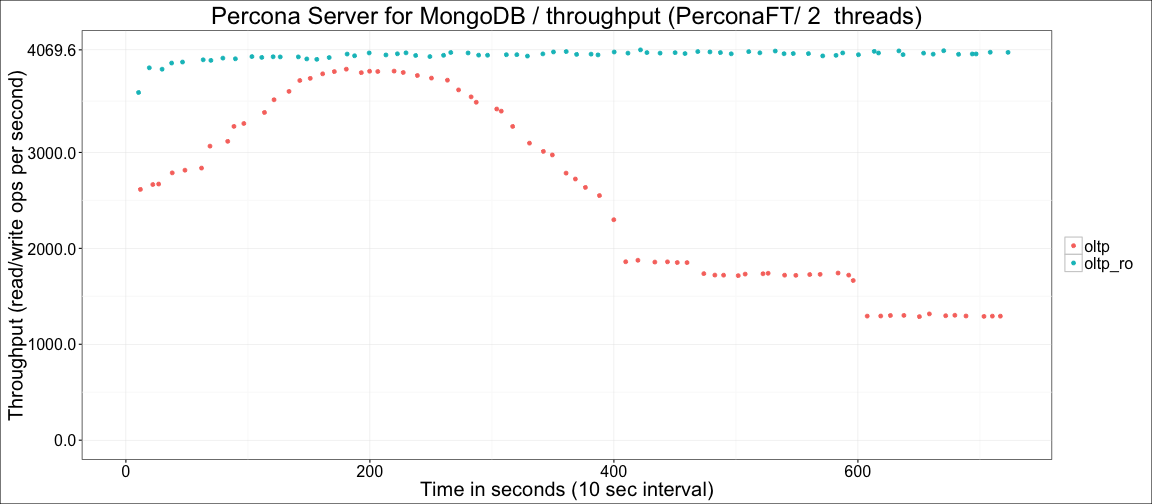 Percona Server for MongoDB / throughput (PerconaFT/ 2  threads)
Throughput (read/write ops per second)
4069.6
3000.0
2000.0
1000.0
0.0
0 200 400 600
Time in seconds (10 sec interval)
oltp
oltp_ro